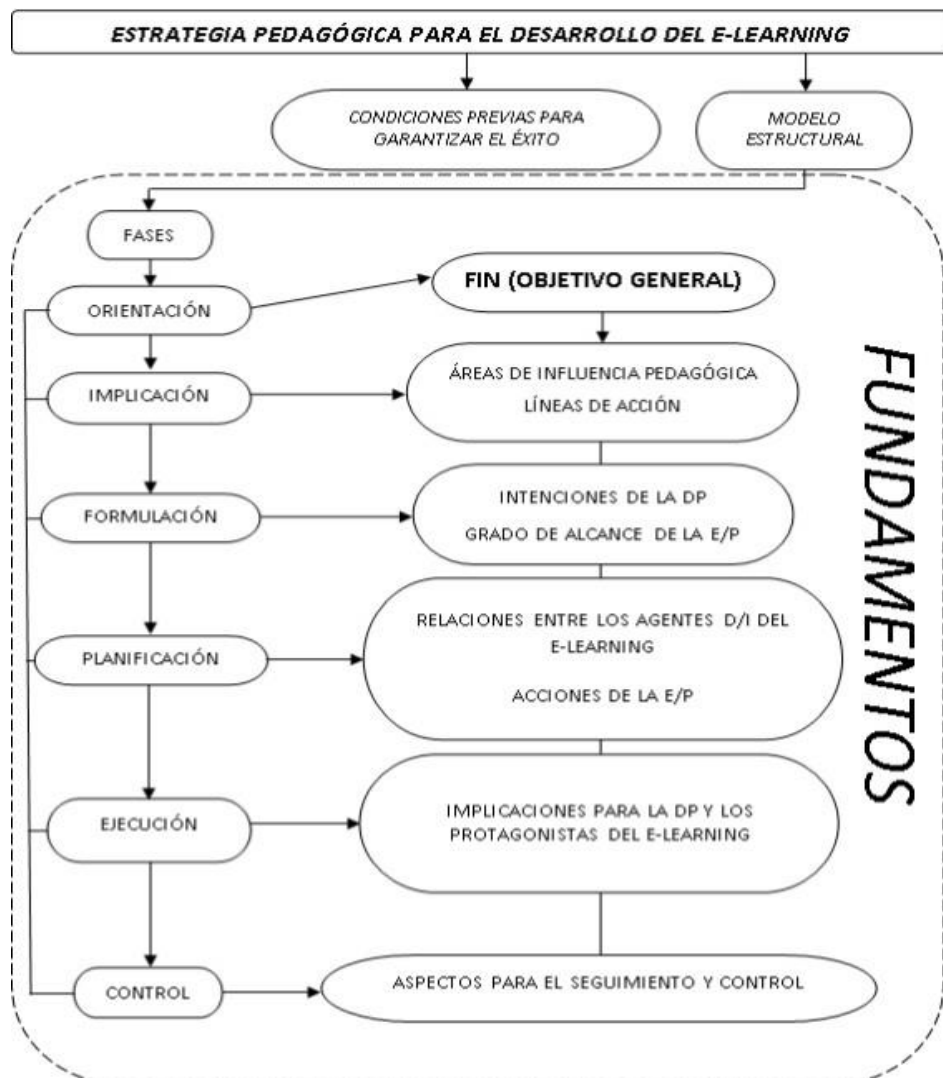 ESTRATEGIA PEDAGÓGICA PARA EL DESARROLLO DEL E-LEARNING
CONDICIONES PREVIAS PARA
GARANTIZAR EL ÉXITO
MODELO
ESTRUCTURAL
FASES
ORIENTACIÓN
FIN (OBJETIVO GENERAL)
IMPLICACIÓN
ÁREAS DE INFLUENCIA PEDAGÓGICA
LÍNEAS DE ACCIÓN
FORMULACIÓN
INTENCIONES DE LA DP
GRADO DE ALCANCE DE LA E/P
PLANIFICACIÓN
RELACIONES ENTRE LOS AGENTES D/I DEL
E-LEARNING
ACCIONES DE LA E/P
EJECUCIÓN
IMPLICACIONES PARA LA DP Y LOS
PROTAGONISTAS DEL E-LEARNING
CONTROL
ASPECTOS PARA EL SEGUIMIENTO Y CONTROL
FUNDAMENTOS